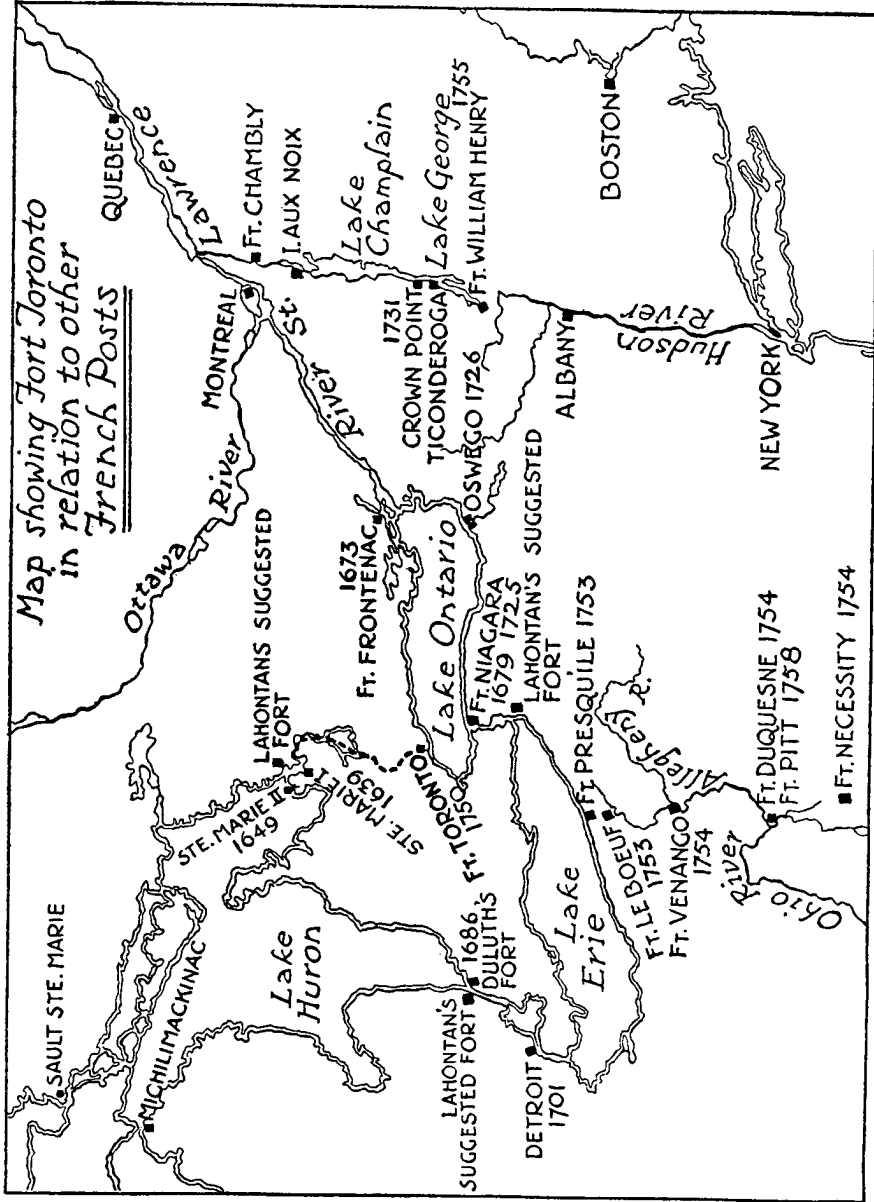 Map showing Fort Toronto
in relation to other
French Posts
SAULT STE. MARIE
MICHILIMACKINAC
Ottawa River
QUEBEC
MONTREAL
River St. Lawrence
FT. CHAMBLY
I. AUX NOIX
Lake
Champlain
1731
CROWN POINT
TICONDEROGA
Lake George
1755
FT. WILLIAM HENRY
BOSTON
LAHONTANS SUGGESTED
FORT
STE. MARIE II
1649
STE. MARIE I
1639
1673
FT. FRONTENAC
Lake Ontario
OSWEGO 1726
ALBANY
Hudson
River
NEW YORK
FT. TORONTO
1750
FT. NIAGARA
1679 1725
LAHONTAN'S SUGGESTED
FORT
Lake
Huron
1686
DULUTH'S
FORT
LAHONTAN'S
SUGGESTED FORT
DETROIT
1701
Lake
Erie
FT. PRESQU'ILE 1753
FT. LE BOEUF
1753
FT. VENANGO
1754
Allegheny R.
Ohio River
FT. DUQUESNE 1754
FT. PITT 1758
FT. NECESSITY 1754